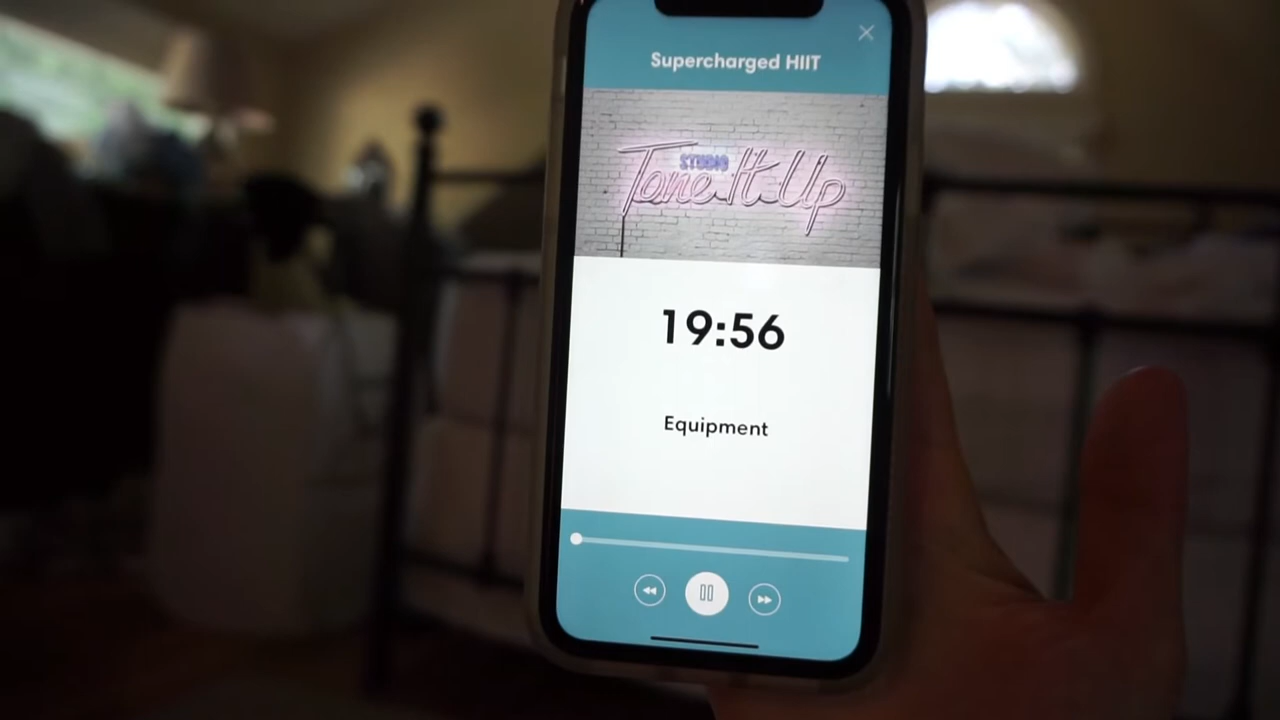 Supercharged HIIT
STUDIO
Tone It Up
19:56
Equipment